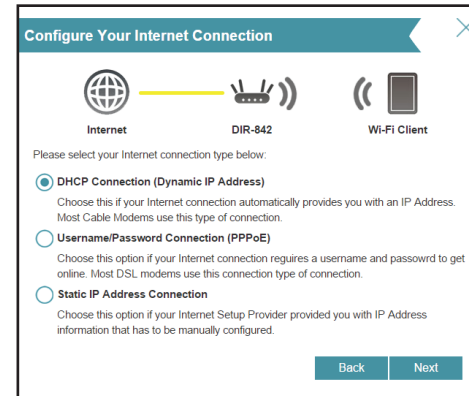 Configure Your Internet Connection
Internet DIR-842 Wi-Fi Client
Please select your Internet connection type below:
DHCP Connection (Dynamic IP Address)
Choose this if your Internet connection automatically provides you with an IP Address.
Most Cable Modems use this type of connection.
Username/Password Connection (PPPoE)
Choose this option if your Internet connection requires a username and passowrd to get
online. Most DSL modems use this connection type of connection.
Static IP Address Connection
Choose this option if your Internet Setup Provider provided you with IP Address
information that has to be manually configured.
Back Next